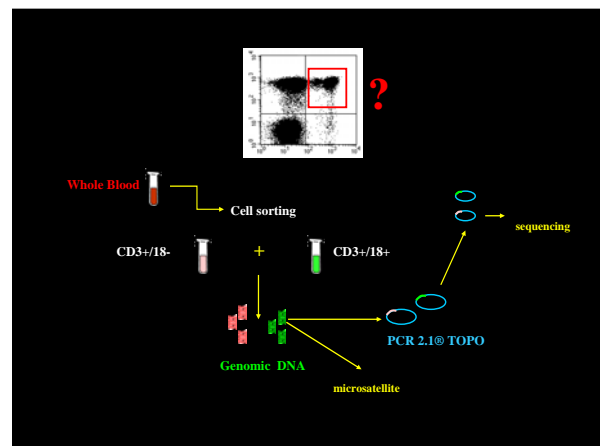 ?
Whole Blood
Cell sorting
sequencing
CD3+/18-
+
CD3+/18+
PCR 2.1® TOPO
Genomic DNA
microsatellite